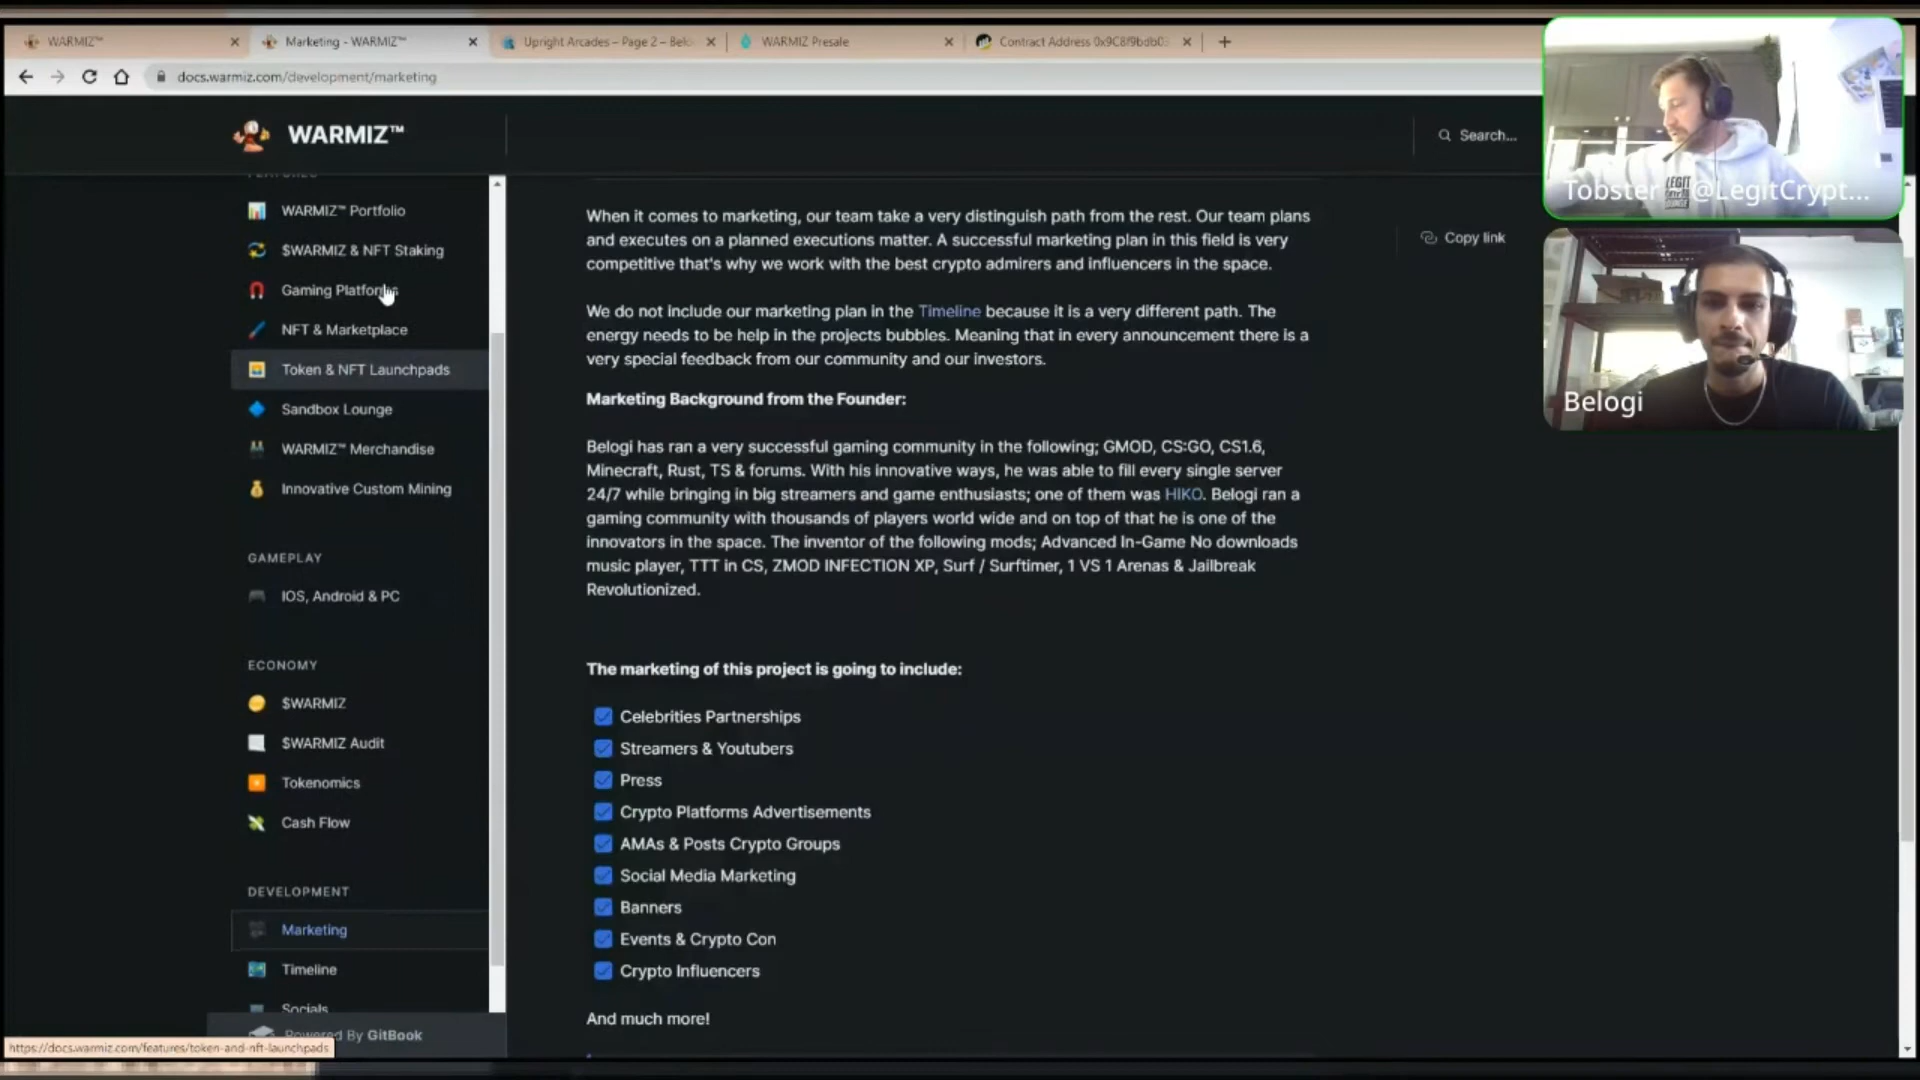 WARMIZ™
Marketing - WARMIZ™
Upright Arcades – Page 2 – Belo
WARMIZ Presale
Contract Address 0x9C8f9bdb03
docs.warmiz.com/development/marketing
WARMIZ™
Search...
WARMIZ™ Portfolio
$WARMIZ & NFT Staking
Gaming Platforms
NFT & Marketplace
Token & NFT Launchpads
Sandbox Lounge
WARMIZ™ Merchandise
Innovative Custom Mining
GAMEPLAY
IOS, Android & PC
ECONOMY
$WARMIZ
$WARMIZ Audit
Tokenomics
Cash Flow
DEVELOPMENT
Marketing
Timeline
Socials
Powered By GitBook
https://docs.warmiz.com/features/token-and-nft-launchpads
When it comes to marketing, our team take a very distinguish path from the rest. Our team plans
and executes on a planned executions matter. A successful marketing plan in this field is very
competitive that's why we work with the best crypto admirers and influencers in the space.
We do not include our marketing plan in the Timeline because it is a very different path. The
energy needs to be help in the projects bubbles. Meaning that in every announcement there is a
very special feedback from our community and our investors.
Marketing Background from the Founder:
Belogi has ran a very successful gaming community in the following; GMOD, CS:GO, CS1.6,
Minecraft, Rust, TS & forums. With his innovative ways, he was able to fill every single server
24/7 while bringing in big streamers and game enthusiasts; one of them was HIKO. Belogi ran a
gaming community with thousands of players world wide and on top of that he is one of the
innovators in the space. The inventor of the following mods; Advanced In-Game No downloads
music player, TTT in CS, ZMOD INFECTION XP, Surf / Surftimer, 1 VS 1 Arenas & Jailbreak
Revolutionized.
The marketing of this project is going to include:
Celebrities Partnerships
Streamers & Youtubers
Press
Crypto Platforms Advertisements
AMAs & Posts Crypto Groups
Social Media Marketing
Banners
Events & Crypto Con
Crypto Influencers
And much more!
Copy link
Tobster @LegitCrypt...
LEGIT
Belogi